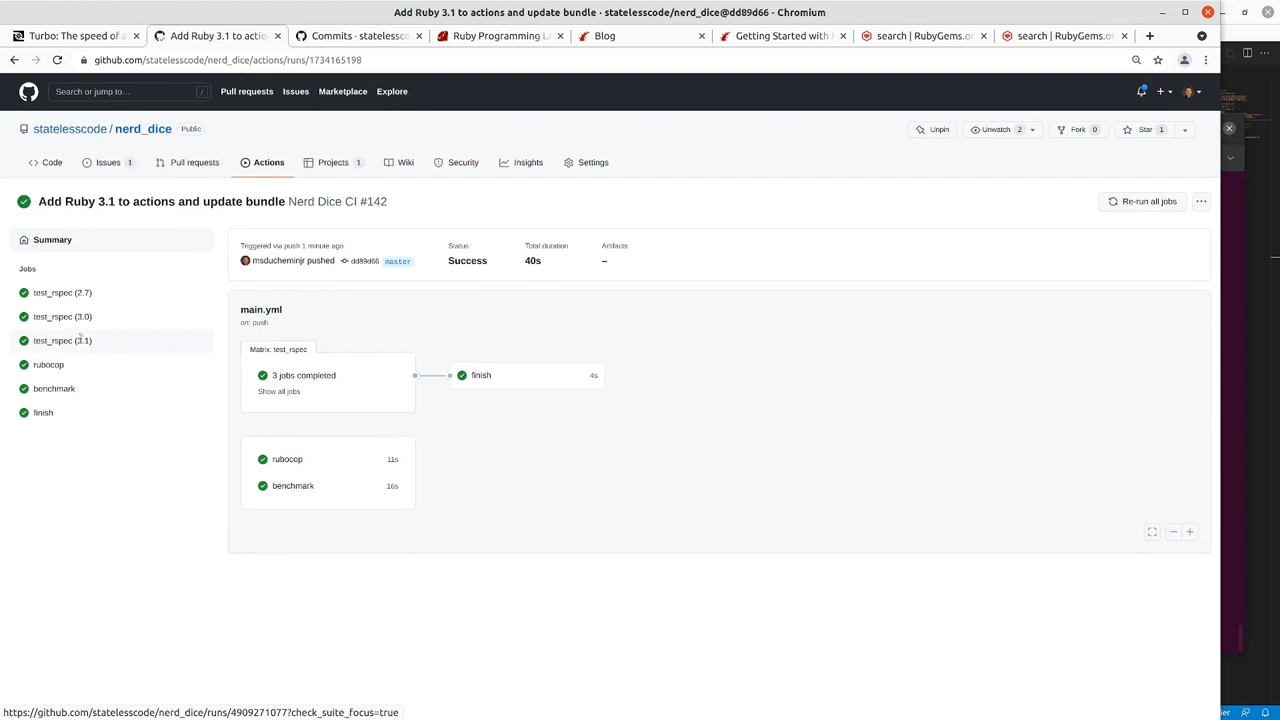 Add Ruby 3.1 to actions and update bundle · statelesscode/nerd_dice@dd89d66 - Chromium
Turbo: The speed of a
Add Ruby 3.1 to actio
Commits · statelessco
Ruby Programming La
Blog
Getting Started with
search | RubyGems.or
search | RubyGems.or
github.com/statelesscode/nerd_dice/actions/runs/1734165198
Search or jump to…
/
Pull requests
Issues
Marketplace
Explore
statelesscode / nerd_dice
Public
Unpin
Unwatch 2
Fork 0
Star 1
Code
Issues 1
Pull requests
Actions
Projects 1
Wiki
Security
Insights
Settings
Add Ruby 3.1 to actions and update bundle Nerd Dice CI #142
Re-run all jobs
Summary
Jobs
test_rspec (2.7)
test_rspec (3.0)
test_rspec (3.1)
rubocop
benchmark
finish
Triggered via push 1 minute ago
msducheminjr pushed dd89d66 master
Status
Success
Total duration
40s
Artifacts
–
main.yml
on: push
Matrix: test_rspec
3 jobs completed
Show all jobs
finish 4s
rubocop 11s
benchmark 16s
https://github.com/statelesscode/nerd_dice/runs/4909271077?check_suite_focus=true